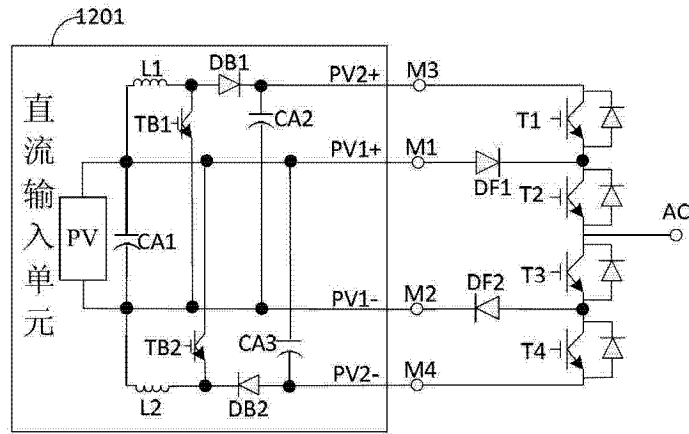 1201
L1
DB1
PV2+
M3
TB1
CA2
T1
直流输入单元
PV1+
M1
DF1
T2
PV
CA1
AC
T3
PV1-
M2
DF2
TB2
CA3
T4
PV2-
M4
L2
DB2